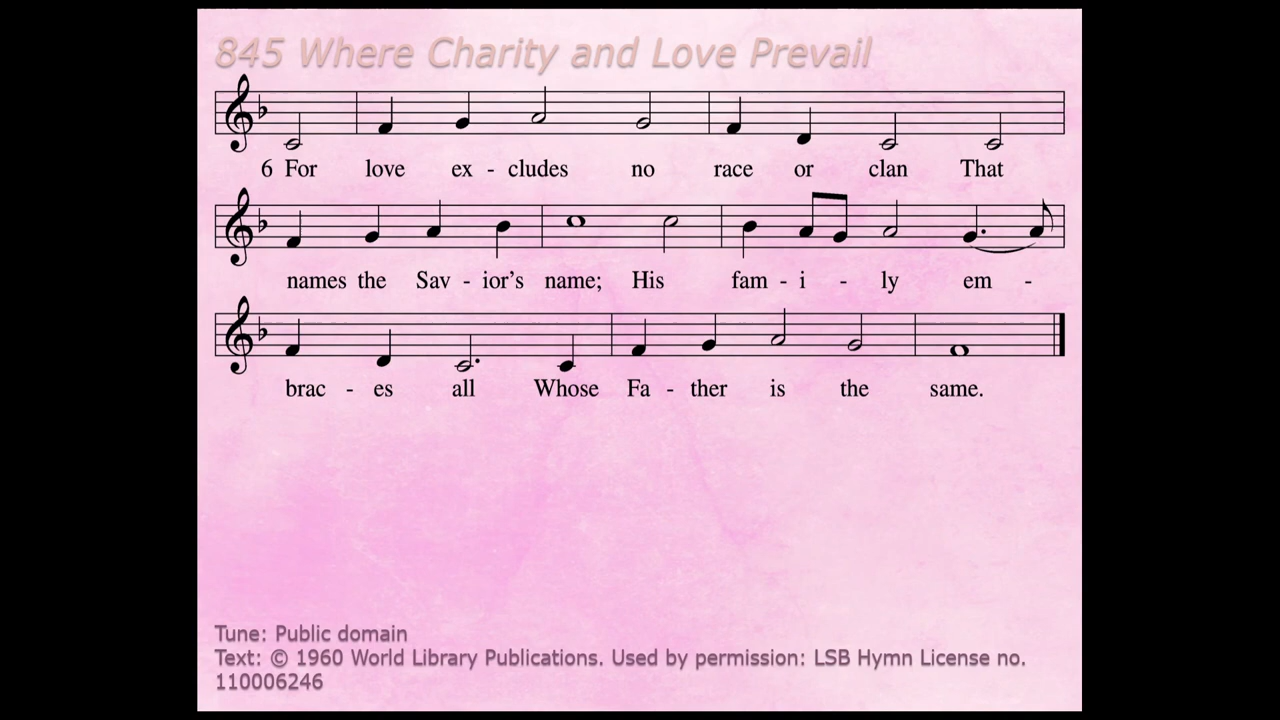 845 Where Charity and Love Prevail
6 For love ex - cludes no race or clan That
names the Sav - ior's name; His fam - i - ly em -
brac - es all Whose Fa - ther is the same.
Tune: Public domain
Text: © 1960 World Library Publications. Used by permission: LSB Hymn License no.
110006246